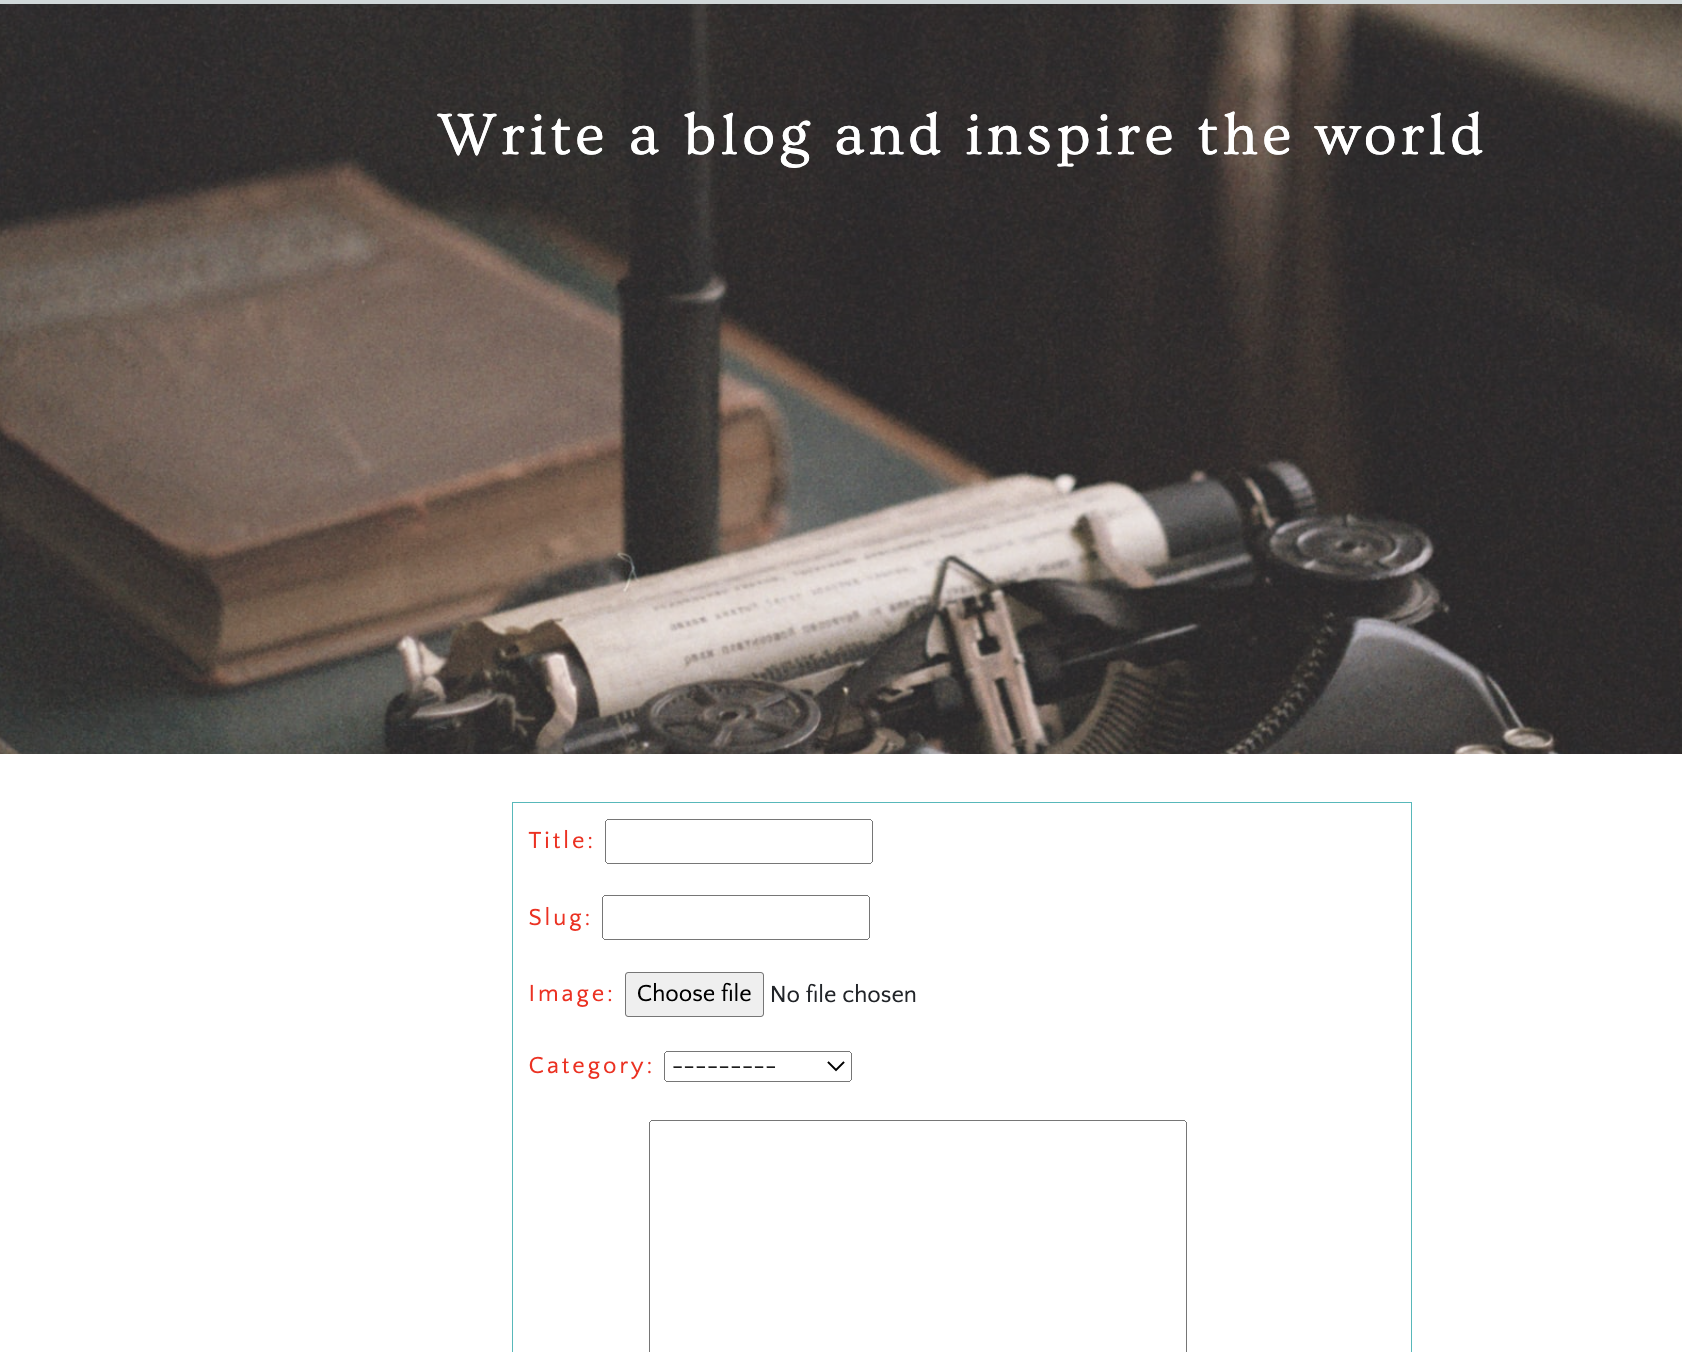 Write a blog and inspire the world
Title:
Slug:
Image: Choose file No file chosen
Category: ---------